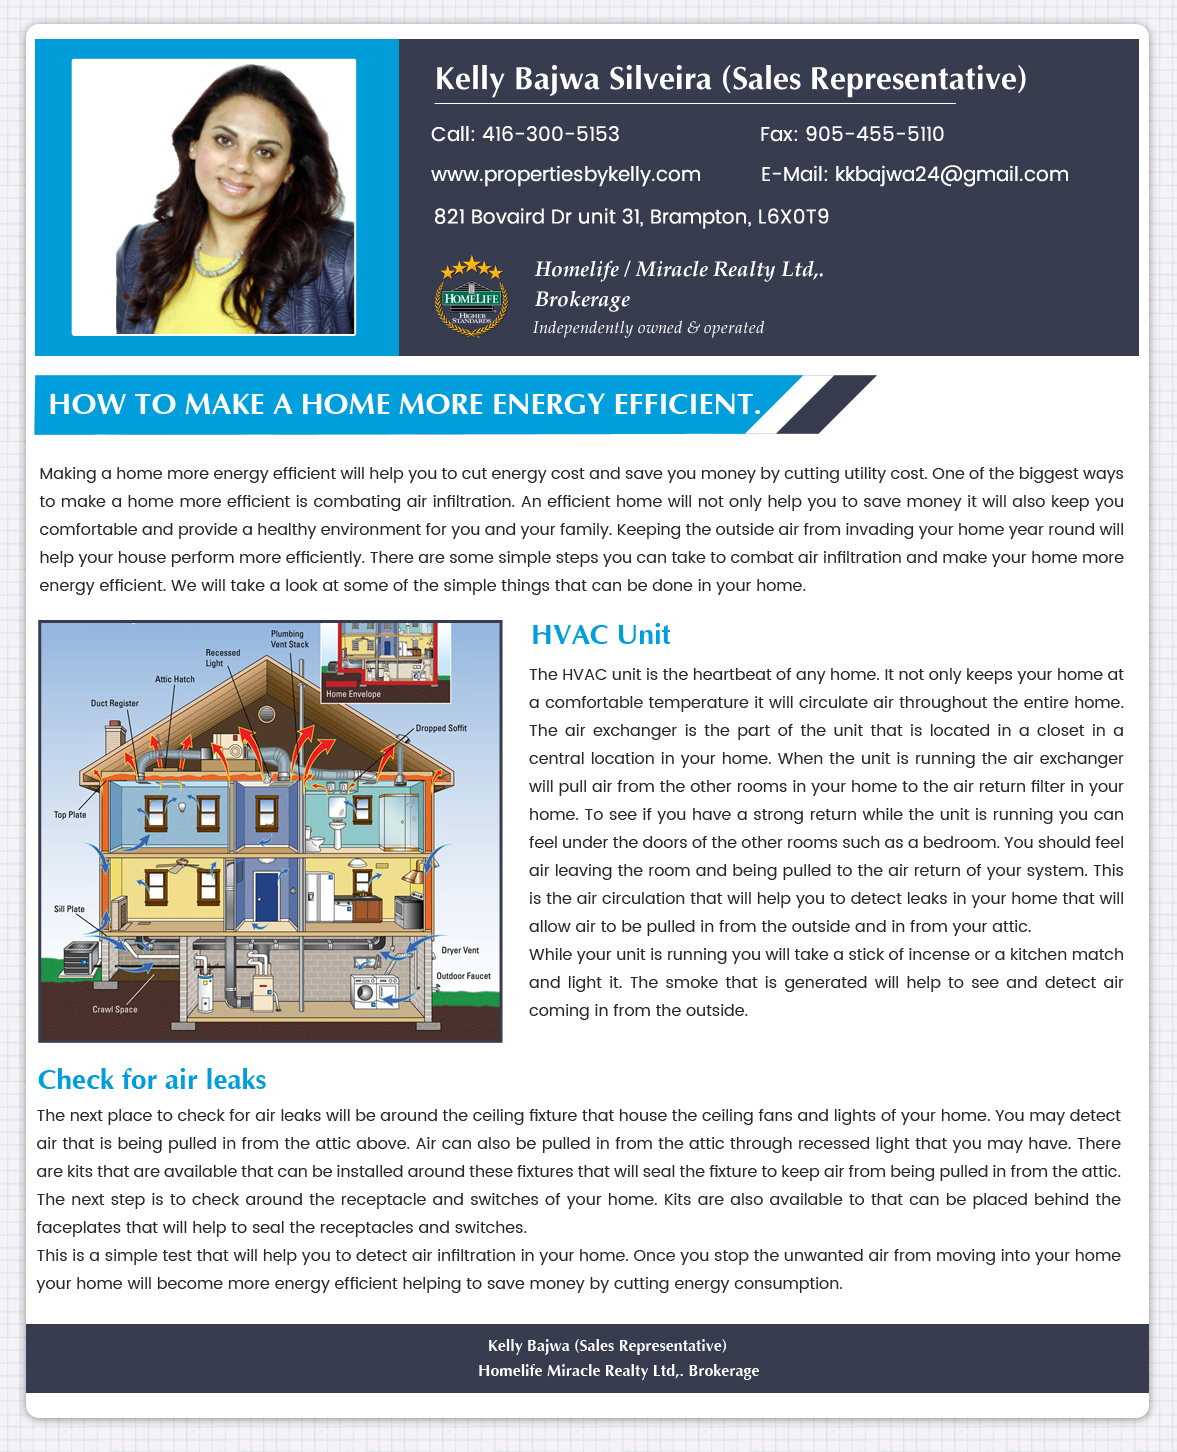 Kelly Bajwa Silveira (Sales Representative)
Call: 416-300-5153
Fax: 905-455-5110
www.propertiesbykelly.com
E-Mail: kkbajwa24@gmail.com
821 Bovaird Dr unit 31, Brampton, L6X0T9
HOMELIFE
HIGHER
STANDARDS
Homelife / Miracle Realty Ltd,.
Brokerage
Independently owned & operated
HOW TO MAKE A HOME MORE ENERGY EFFICIENT.
Making a home more energy efficient will help you to cut energy cost and save you money by cutting utility cost. One of the biggest ways
to make a home more efficient is combating air infiltration. An efficient home will not only help you to save money it will also keep you
comfortable and provide a healthy environment for you and your family. Keeping the outside air from invading your home year round will
help your house perform more efficiently. There are some simple steps you can take to combat air infiltration and make your home more
energy efficient. We will take a look at some of the simple things that can be done in your home.
Plumbing
Vent Stack
Recessed
Light
Attic Hatch
Duct Register
Home Envelope
Dropped Soffit
Top Plate
Sill Plate
Dryer Vent
Outdoor Faucet
Crawl Space
HVAC Unit
The HVAC unit is the heartbeat of any home. It not only keeps your home at
a comfortable temperature it will circulate air throughout the entire home.
The air exchanger is the part of the unit that is located in a closet in a
central location in your home. When the unit is running the air exchanger
will pull air from the other rooms in your home to the air return filter in your
home. To see if you have a strong return while the unit is running you can
feel under the doors of the other rooms such as a bedroom. You should feel
air leaving the room and being pulled to the air return of your system. This
is the air circulation that will help you to detect leaks in your home that will
allow air to be pulled in from the outside and in from your attic.
While your unit is running you will take a stick of incense or a kitchen match
and light it. The smoke that is generated will help to see and detect air
coming in from the outside.
Check for air leaks
The next place to check for air leaks will be around the ceiling fixture that house the ceiling fans and lights of your home. You may detect
air that is being pulled in from the attic above. Air can also be pulled in from the attic through recessed light that you may have. There
are kits that are available that can be installed around these fixtures that will seal the fixture to keep air from being pulled in from the attic.
The next step is to check around the receptacle and switches of your home. Kits are also available to that can be placed behind the
faceplates that will help to seal the receptacles and switches.
This is a simple test that will help you to detect air infiltration in your home. Once you stop the unwanted air from moving into your home
your home will become more energy efficient helping to save money by cutting energy consumption.
Kelly Bajwa (Sales Representative)
Homelife Miracle Realty Ltd,. Brokerage